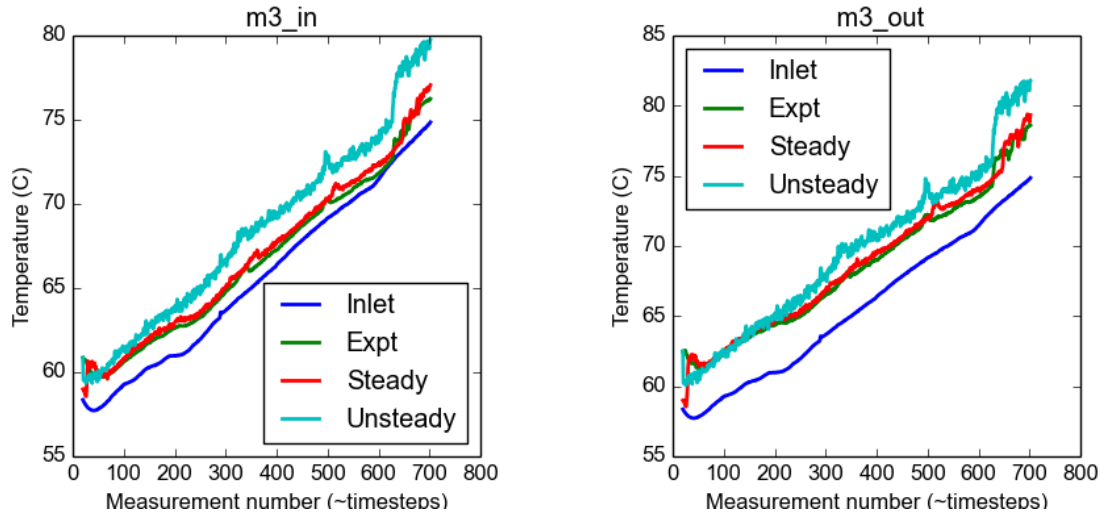 m3_in
80
75
70
65
60
55
Temperature (C)
Inlet
Expt
Steady
Unsteady
0 100 200 300 400 500 600 700 800
Measurement number (~timesteps)
m3_out
85
80
75
70
65
60
55
Temperature (C)
Inlet
Expt
Steady
Unsteady
0 100 200 300 400 500 600 700 800
Measurement number (~timesteps)